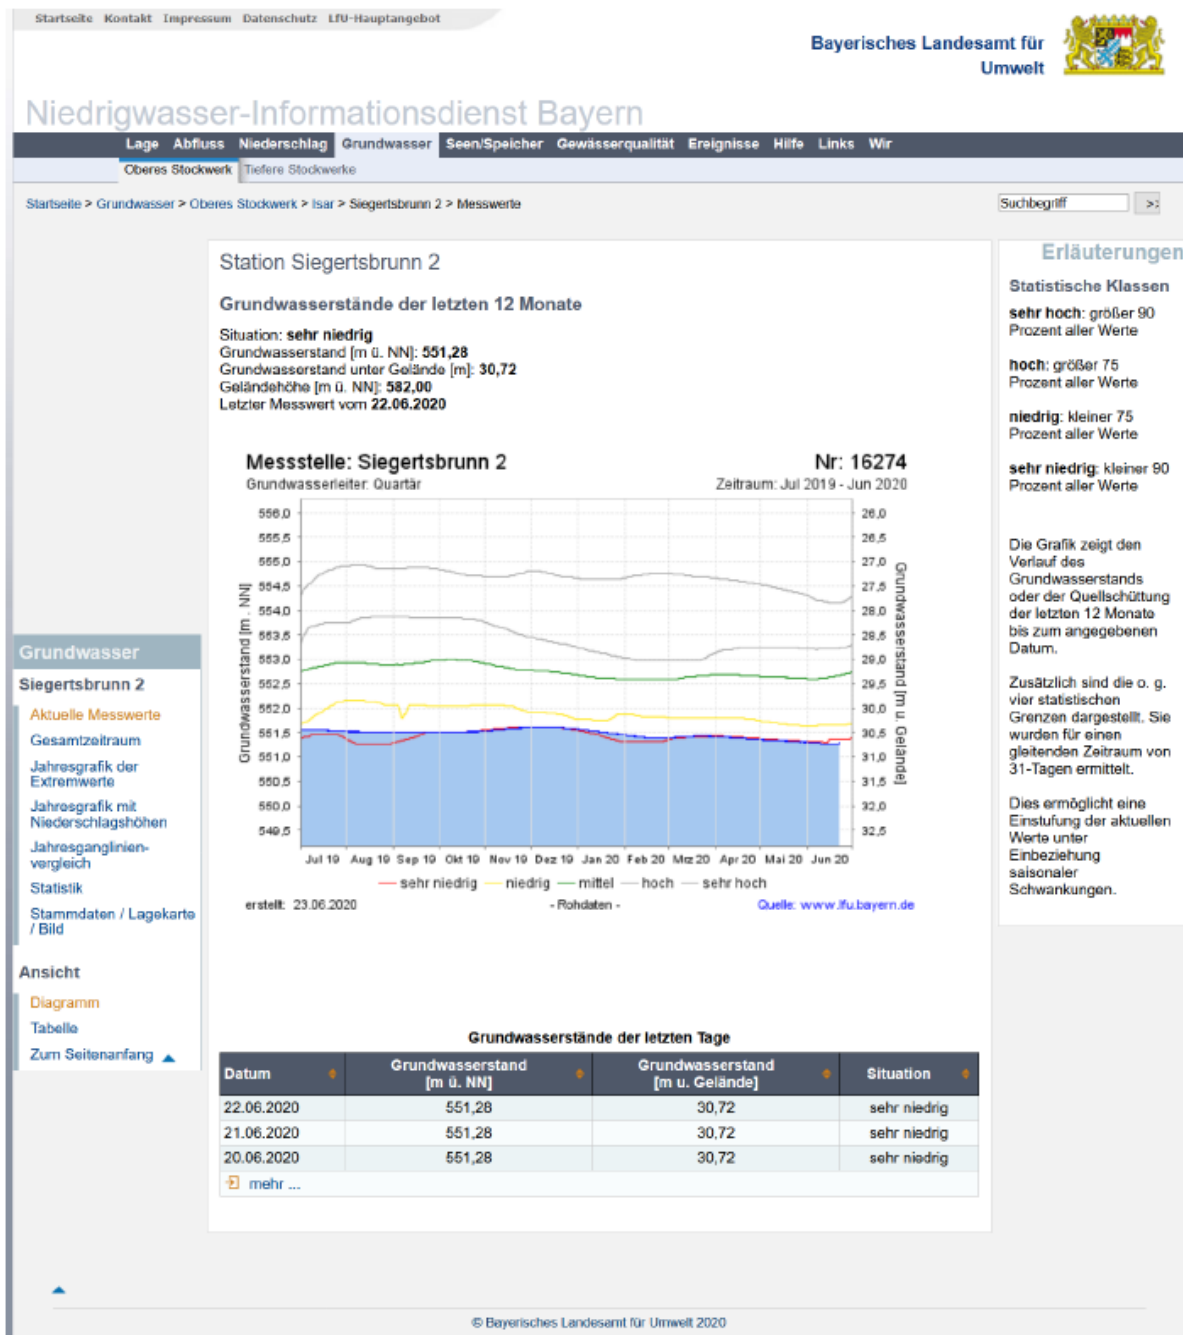 Startseite Kontakt Impressum Datenschutz LfU-Hauptangebot
Bayerisches Landesamt für
Umwelt
Niedrigwasser-Informationsdienst Bayern
Lage Abfluss Niederschlag Grundwasser Seen/Speicher Gewässerqualität Ereignisse Hilfe Links Wir
Oberes Stockwerk Tiefere Stockwerke
Startseite > Grundwasser > Oberes Stockwerk > Isar > Siegertsbrunn 2 > Messwerte
Suchbegriff >>
Grundwasser
Siegertsbrunn 2
Aktuelle Messwerte
Gesamtzeitraum
Jahresgrafik der
Extremwerte
Jahresgrafik mit
Niederschlagshöhen
Jahresganglinien-
vergleich
Statistik
Stammdaten / Lagekarte
/ Bild
Ansicht
Diagramm
Tabelle
Zum Seitenanfang
Station Siegertsbrunn 2
Grundwasserstände der letzten 12 Monate
Situation: sehr niedrig
Grundwasserstand [m ü. NN]: 551,28
Grundwasserstand unter Gelände [m]: 30,72
Geländehöhe [m ü. NN]: 582,00
Letzter Messwert vom 22.06.2020
Messstelle: Siegertsbrunn 2 Nr: 16274
Grundwasserleiter: Quartär Zeitraum: Jul 2019 - Jun 2020
Grundwasserstand [m . NN]
556,0
555,5
555,0
554,5
554,0
553,5
553,0
552,5
552,0
551,5
551,0
550,5
550,0
549,5
26,0
26,5
27,0
27,5
28,0
28,5
29,0
29,5
30,0
30,5
31,0
31,5
32,0
32,5
Grundwasserstand [m u. Gelände]
Jul 19 Aug 19 Sep 19 Okt 19 Nov 19 Dez 19 Jan 20 Feb 20 Mrz 20 Apr 20 Mai 20 Jun 20
sehr niedrig niedrig mittel hoch sehr hoch
erstellt: 23.06.2020 - Rohdaten - Quelle: www.lfu.bayern.de
Grundwasserstände der letzten Tage
Datum Grundwasserstand [m ü. NN] Grundwasserstand [m u. Gelände] Situation
22.06.2020 551,28 30,72 sehr niedrig
21.06.2020 551,28 30,72 sehr niedrig
20.06.2020 551,28 30,72 sehr niedrig
mehr ...
Erläuterungen
Statistische Klassen
sehr hoch: größer 90
Prozent aller Werte
hoch: größer 75
Prozent aller Werte
niedrig: kleiner 75
Prozent aller Werte
sehr niedrig: kleiner 90
Prozent aller Werte
Die Grafik zeigt den
Verlauf des
Grundwasserstands
oder der Quellschüttung
der letzten 12 Monate
bis zum angegebenen
Datum.
Zusätzlich sind die o. g.
vier statistischen
Grenzen dargestellt. Sie
wurden für einen
gleitenden Zeitraum von
31-Tagen ermittelt.
Dies ermöglicht eine
Einstufung der aktuellen
Werte unter
Einbeziehung
saisonaler
Schwankungen.
© Bayerisches Landesamt für Umwelt 2020